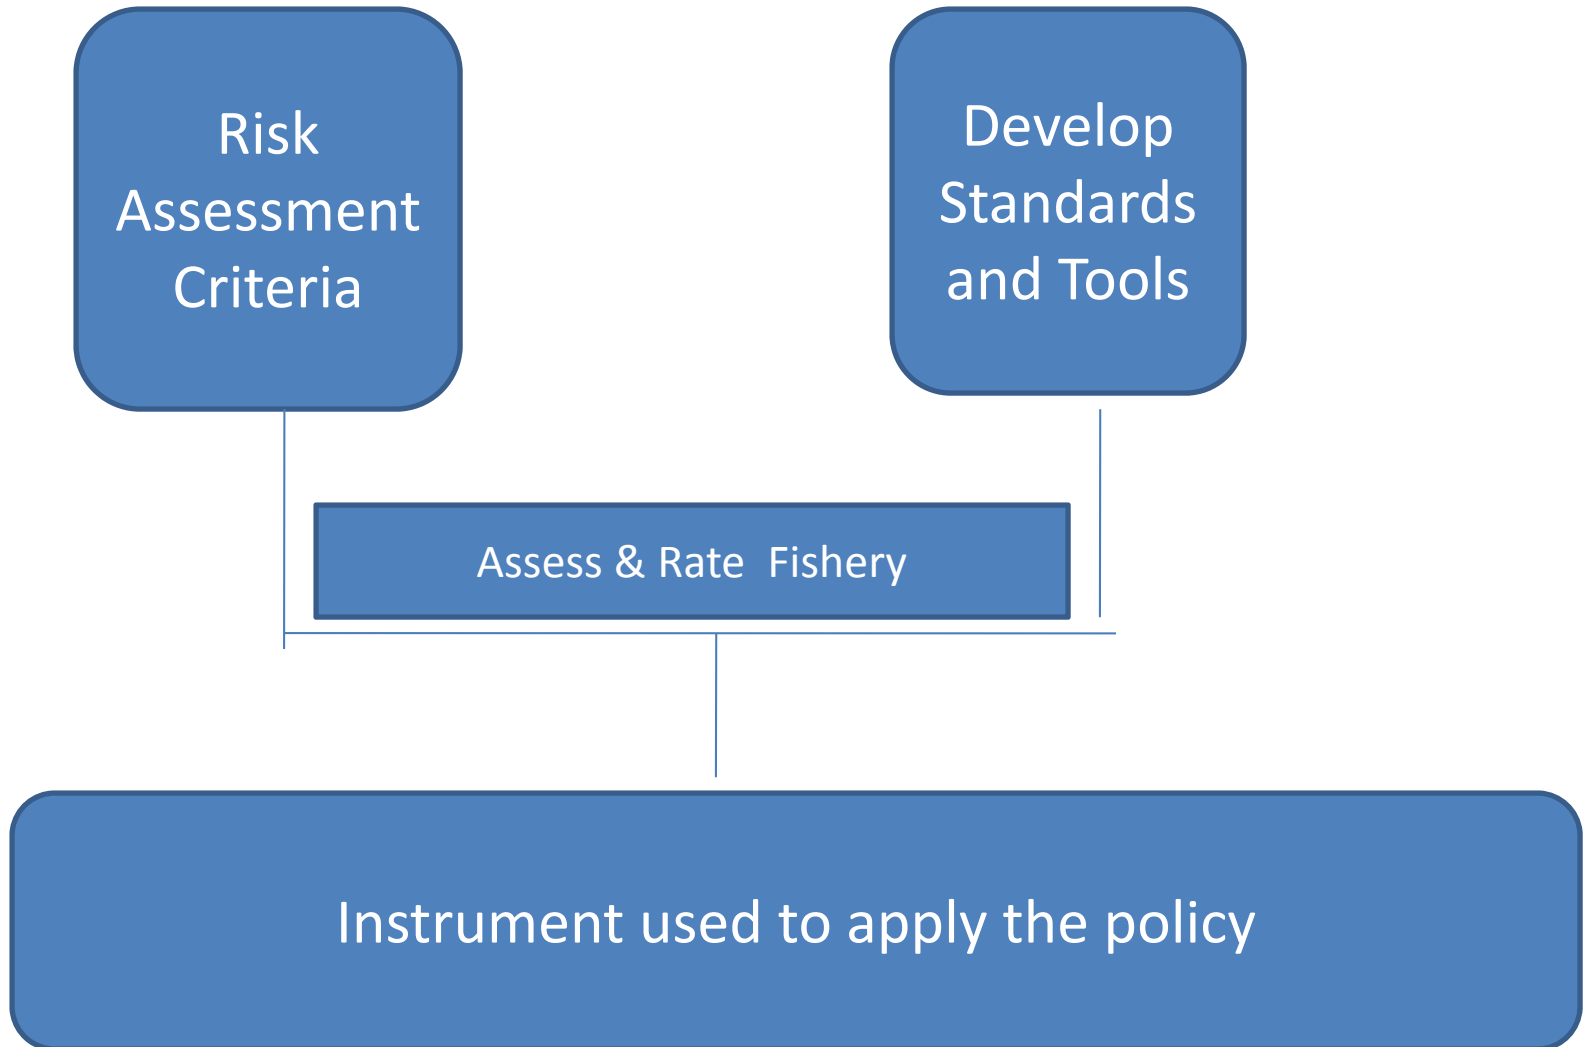 Risk
Assessment
Criteria
Develop
Standards
and Tools
Assess & Rate  Fishery
Instrument used to apply the policy